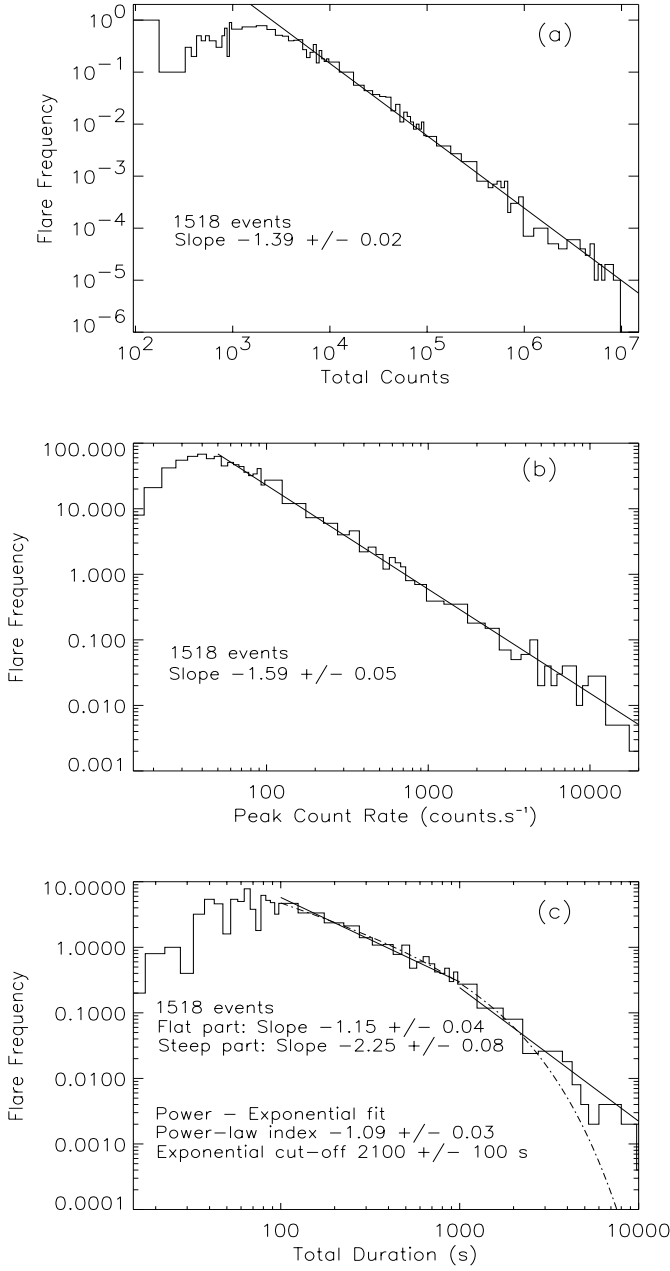 (a)
10^0
10^-1
10^-2
10^-3
10^-4
10^-5
10^-6
Flare Frequency
1518 events
Slope -1.39 +/- 0.02
10^2 10^3 10^4 10^5 10^6 10^7
Total Counts
(b)
100.000
10.000
1.000
0.100
0.010
0.001
Flare Frequency
1518 events
Slope -1.59 +/- 0.05
100 1000 10000
Peak Count Rate (counts.s⁻¹)
(c)
10.0000
1.0000
0.1000
0.0100
0.0010
0.0001
Flare Frequency
1518 events
Flat part: Slope -1.15 +/- 0.04
Steep part: Slope -2.25 +/- 0.08
Power - Exponential fit
Power-law index -1.09 +/- 0.03
Exponential cut-off 2100 +/- 100 s
100 1000 10000
Total Duration (s)